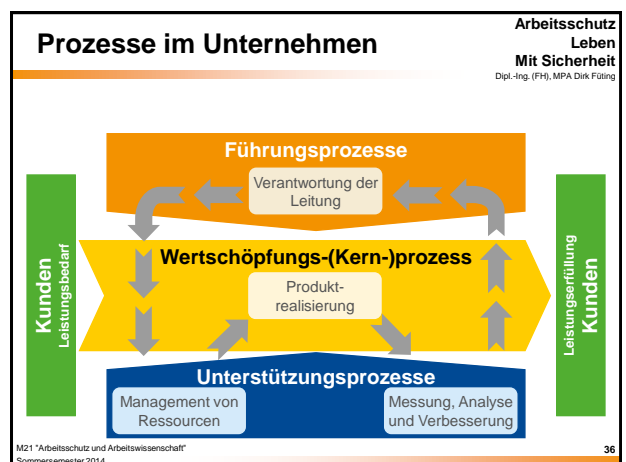 Prozesse im Unternehmen
Arbeitsschutz
Leben
Mit Sicherheit
Dipl.-Ing. (FH), MPA Dirk Füting
Führungsprozesse
Verantwortung der
Leitung
Kunden
Leistungsbedarf
Wertschöpfungs-(Kern-)prozess
Produkt-
realisierung
Leistungserfüllung
Kunden
Unterstützungsprozesse
Management von
Ressourcen
Messung, Analyse
und Verbesserung
M21 "Arbeitsschutz und Arbeitswissenschaft"
Sommersemester 2014
36